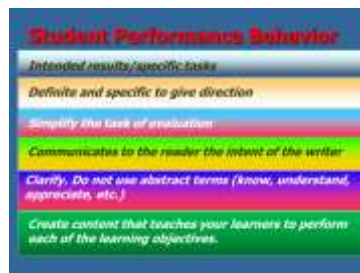 Student Performance Behavior
Intended results/specific tasks
Definite and specific to give direction
Simplify the task of evaluation
Communicates to the reader the intent of the writer
Clarify. Do not use abstract terms (know, understand,
appreciate, etc.)
Create content that teaches your learners to perform
each of the learning objectives.